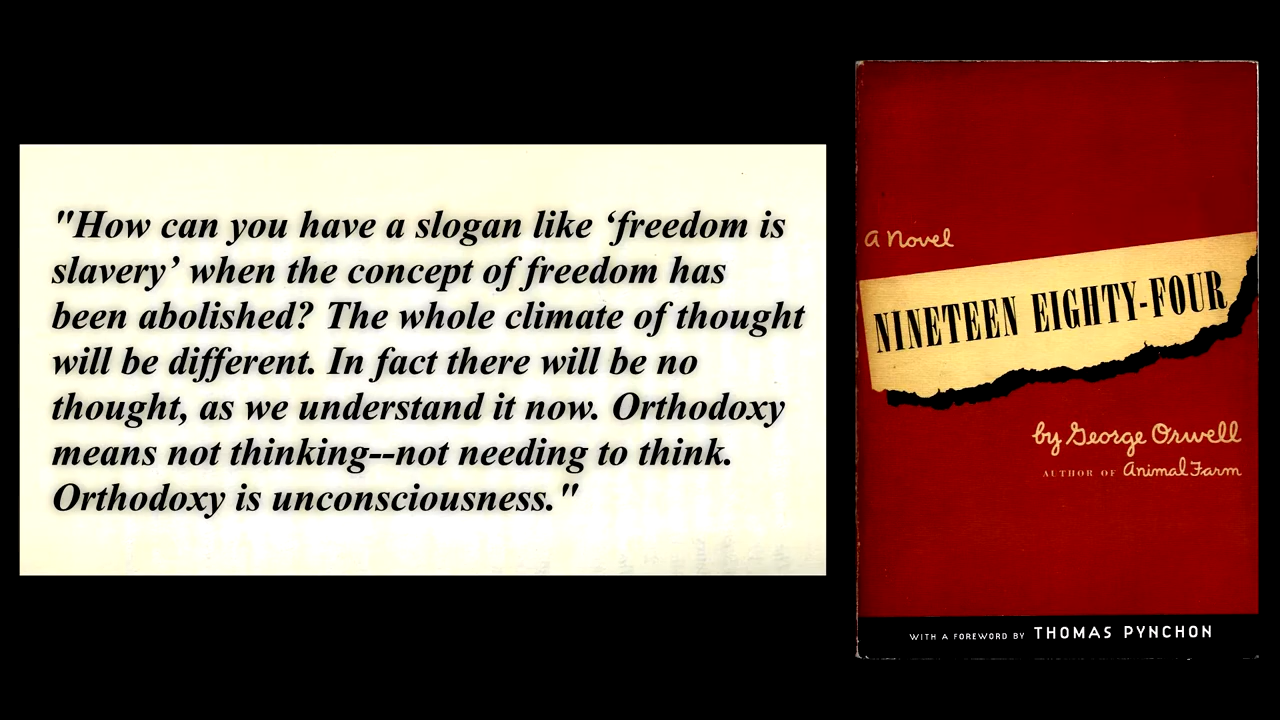 "How can you have a slogan like ‘freedom is
slavery’ when the concept of freedom has
been abolished? The whole climate of thought
will be different. In fact there will be no
thought, as we understand it now. Orthodoxy
means not thinking--not needing to think.
Orthodoxy is unconsciousness."
a Novel
NINETEEN EIGHTY-FOUR
by George Orwell
AUTHOR OF Animal Farm
WITH A FOREWORD BY THOMAS PYNCHON